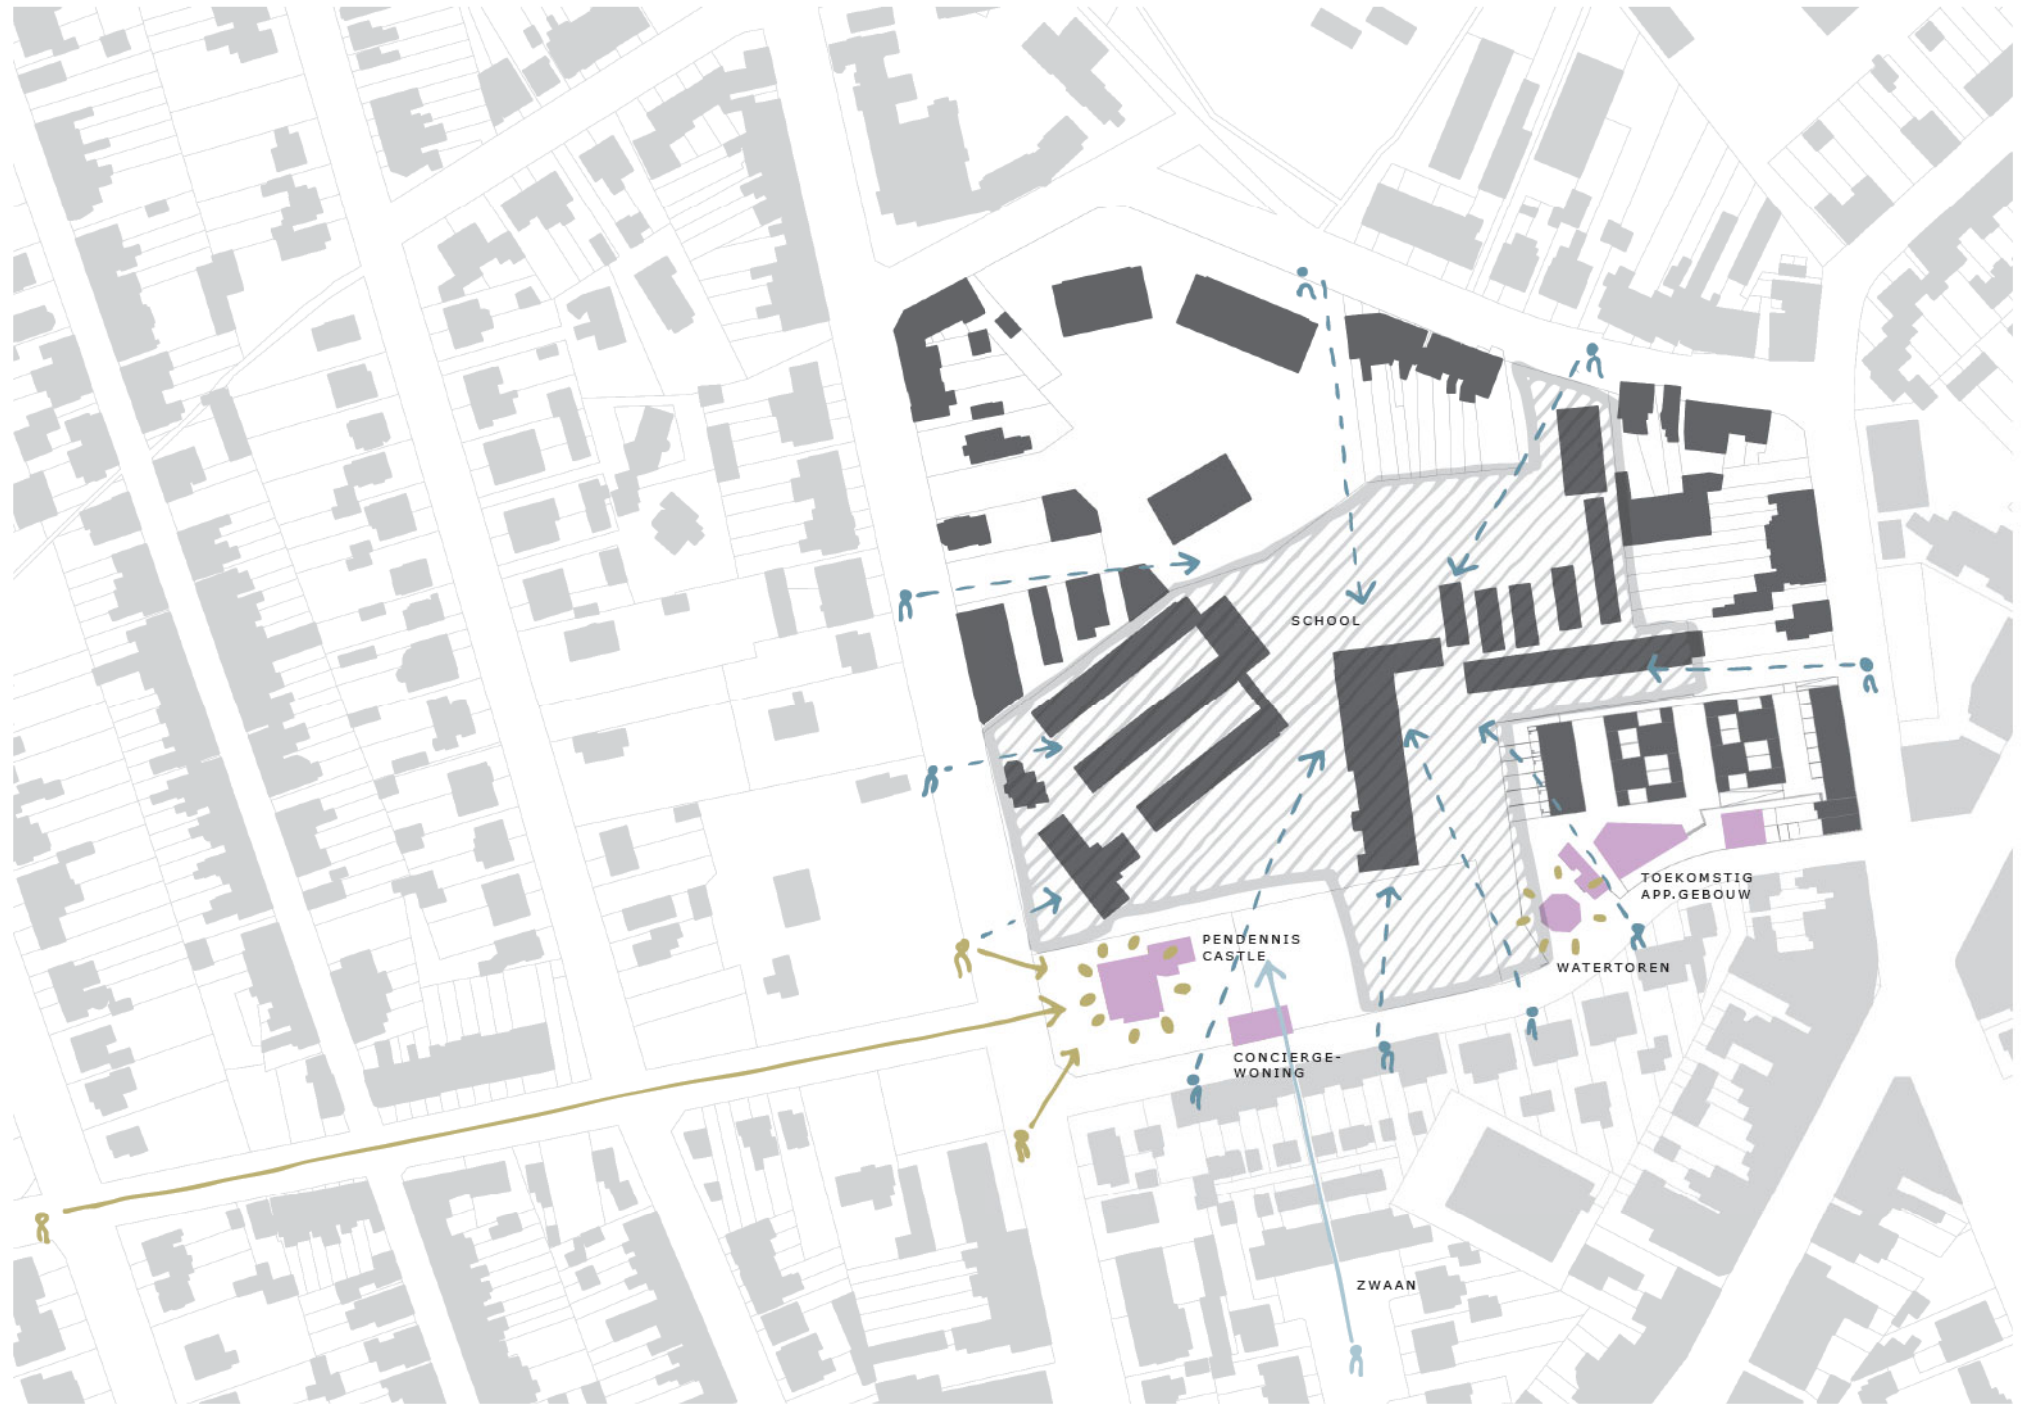 SCHOOL
TOEKOMSTIG
APP.GEBOUW
PENDENNIS
CASTLE
WATERTOREN
CONCIERGE-
WONING
ZWAAN